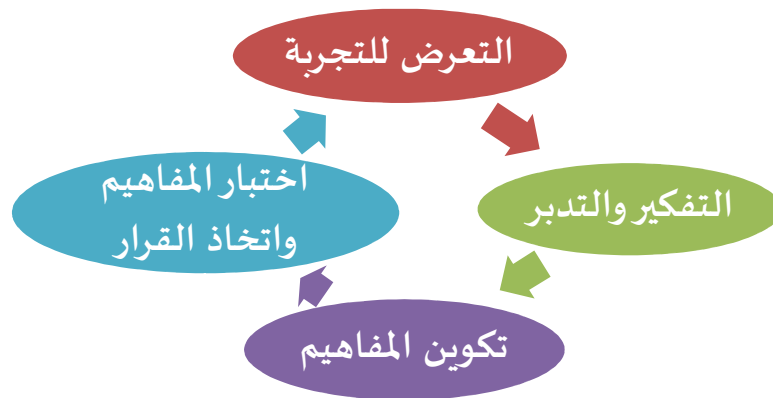 التعرض للتجربة
التفكير والتدبر
تكوين المفاهيم
اختبار المفاهيم
واتخاذ القرار